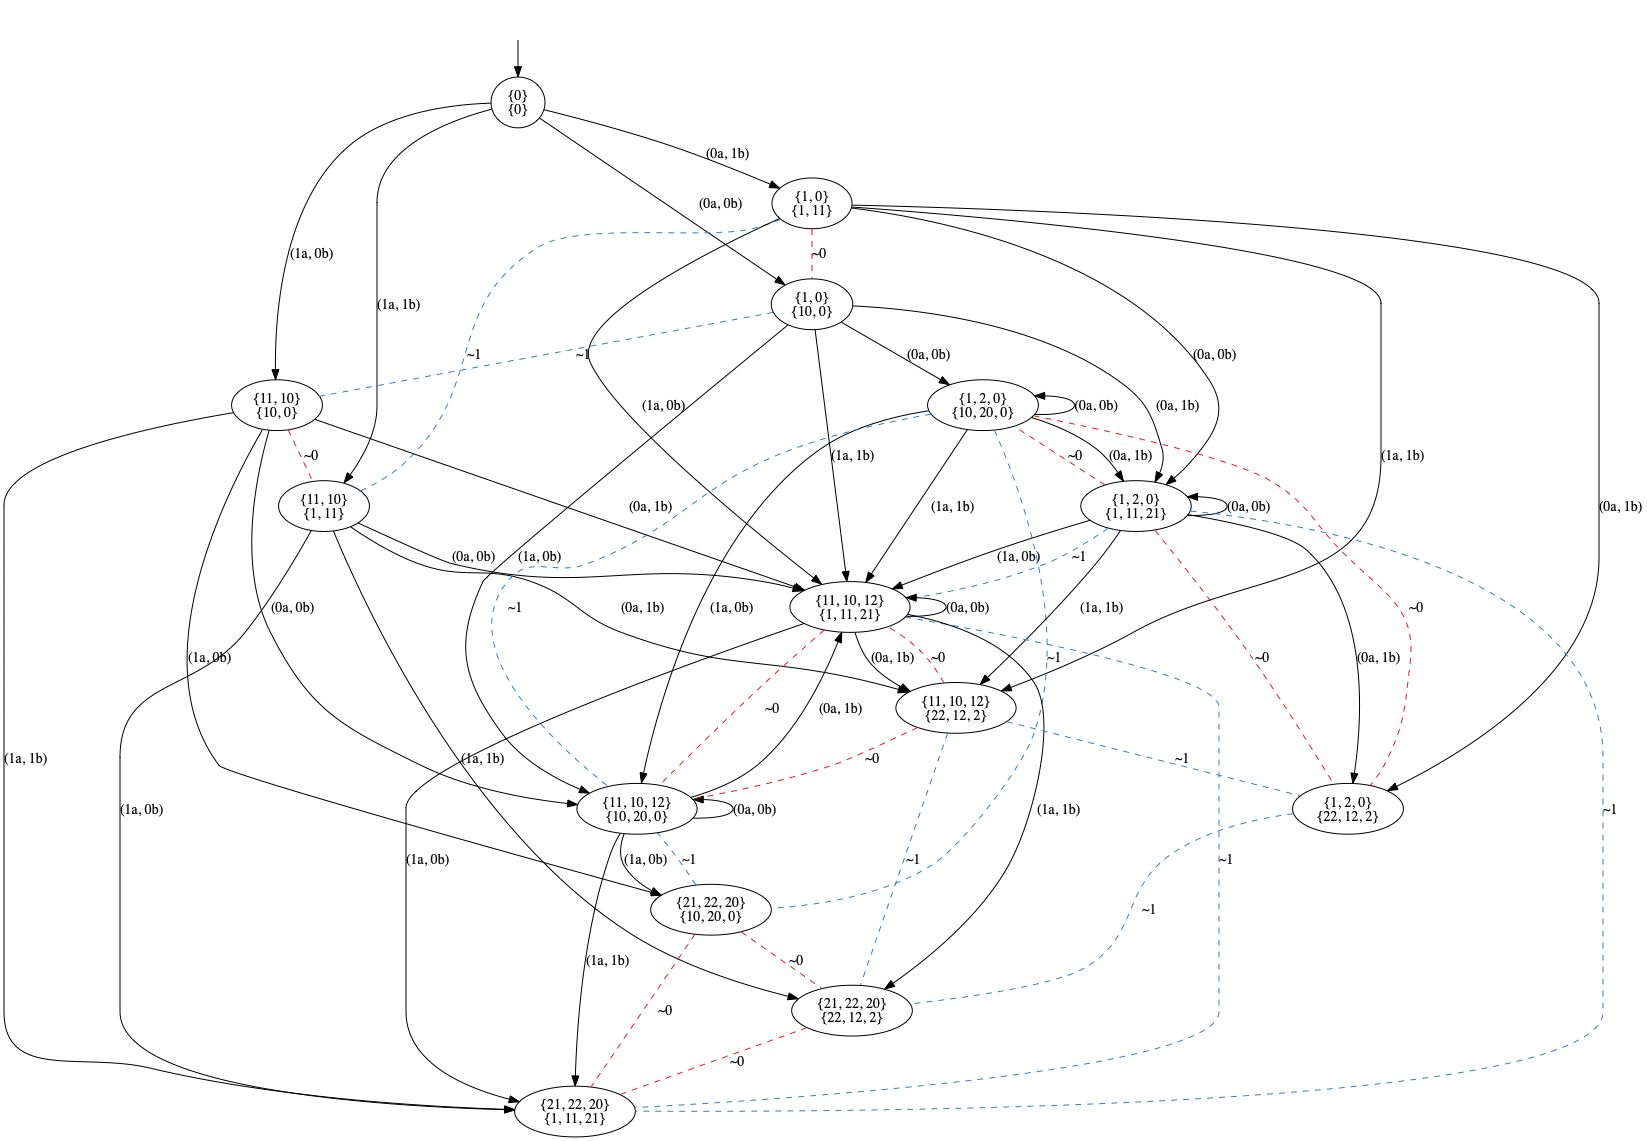 {0}
{0}
(0a, 1b)
{1, 0}
{1, 11}
(0a, 0b)
(1a, 0b)
~0
{1, 0}
{10, 0}
(1a, 1b)
~1
~1
(0a, 0b)
(0a, 0b)
{11, 10}
{10, 0}
(1a, 0b)
{1, 2, 0}
{10, 20, 0}
(0a, 0b)
(0a, 1b)
~0
(1a, 1b)
~0
(0a, 1b)
(1a, 1b)
{11, 10}
{1, 11}
(0a, 1b)
(1a, 1b)
{1, 2, 0}
{1, 11, 21}
(0a, 0b)
(0a, 1b)
(0a, 0b)
(1a, 0b)
(1a, 0b)
~1
(0a, 0b)
~1
(0a, 1b)
(1a, 0b)
{11, 10, 12}
{1, 11, 21}
(0a, 0b)
(1a, 1b)
~0
(1a, 0b)
(0a, 1b)
~0
~1
~0
(0a, 1b)
~0
(0a, 1b)
{11, 10, 12}
{22, 12, 2}
(1a, 1b)
(1a, 1b)
~0
~1
(1a, 0b)
{11, 10, 12}
{10, 20, 0}
(0a, 0b)
(1a, 1b)
{1, 2, 0}
{22, 12, 2}
~1
(1a, 0b)
(1a, 0b)
~1
~1
~1
{21, 22, 20}
{10, 20, 0}
~1
(1a, 1b)
~0
~0
{21, 22, 20}
{22, 12, 2}
~0
{21, 22, 20}
{1, 11, 21}